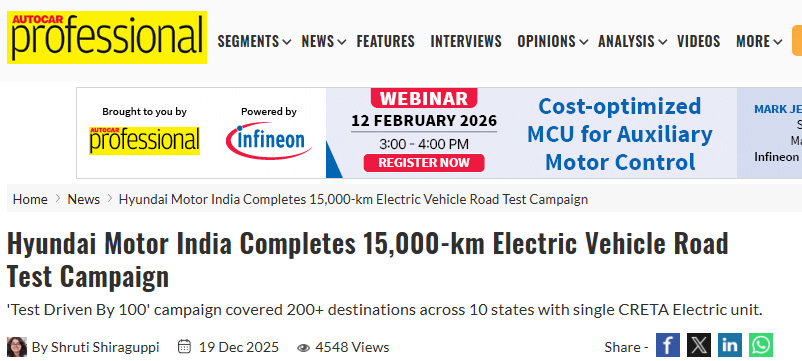 AUTOCAR
professional
SEGMENTS NEWS FEATURES INTERVIEWS OPINIONS ANALYSIS VIDEOS MORE
Brought to you by
AUTOCAR
professional
Powered by
infineon
WEBINAR
12 FEBRUARY 2026
3:00 - 4:00 PM
REGISTER NOW
Cost-optimized
MCU for Auxiliary
Motor Control
MARK JE
S
Ma
Infineon
Home > News > Hyundai Motor India Completes 15,000-km Electric Vehicle Road Test Campaign
Hyundai Motor India Completes 15,000-km Electric Vehicle Road
Test Campaign
'Test Driven By 100' campaign covered 200+ destinations across 10 states with single CRETA Electric unit.
By Shruti Shiraguppi 19 Dec 2025 4548 Views Share -